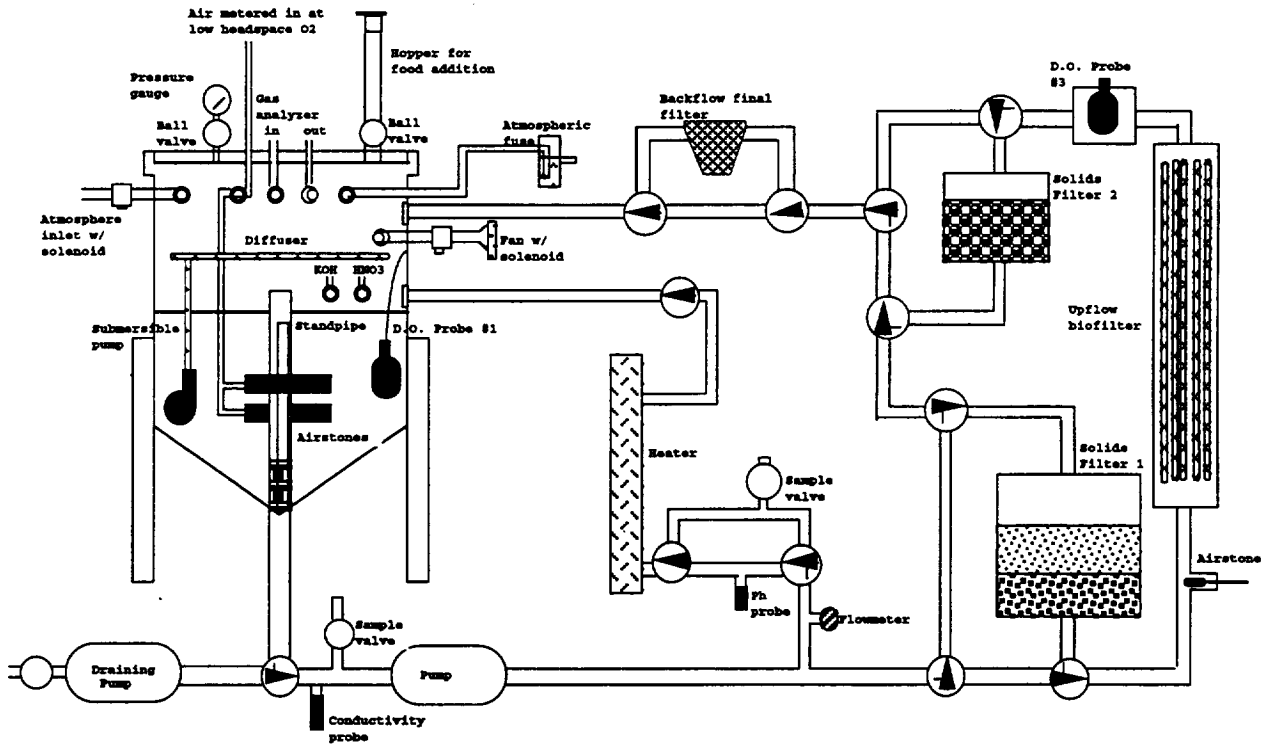 Air metered in at
low headspace O2
Hopper for
food addition
Pressure
gauge
Gas
analyzer
in
out
Ball
valve
Ball
valve
Atmospheric
fuse
Backflow final
filter
D.O. Probe
#3
Solids
Filter 2
Atmosphere
inlet w/
solenoid
Diffuser
Fan w/
solenoid
KOH
HNO3
Upflow
biofilter
Submersible
pump
Standpipe
D.O. Probe #1
Airstones
Heater
Solids
Filter 1
Sample
valve
Airstone
Ph
probe
Flowmeter
Sample
valve
Draining
Pump
Pump
Conductivity
probe